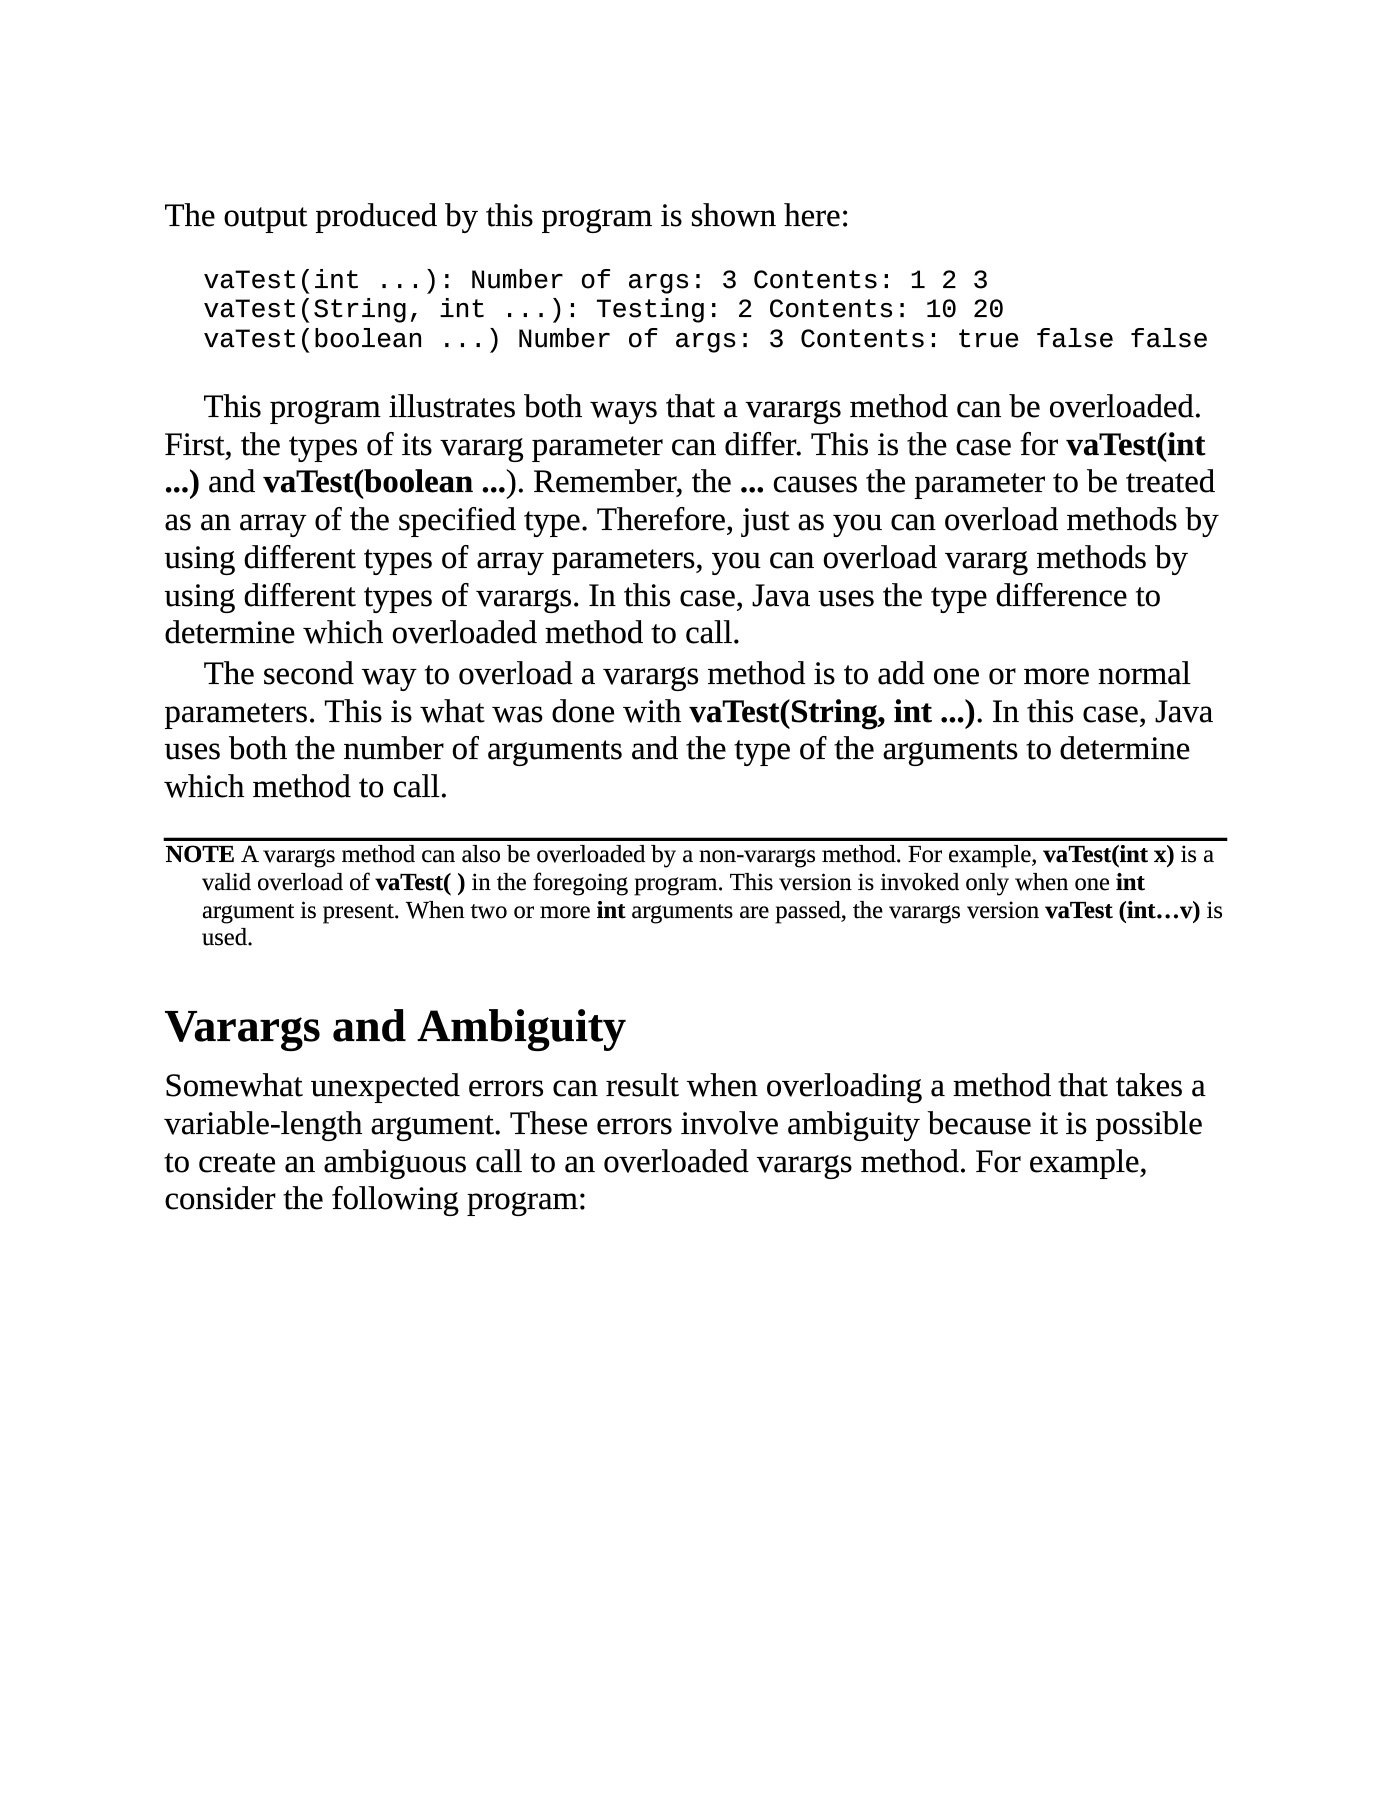 The output produced by this program is shown here:
vaTest(int ...): Number of args: 3 Contents: 1 2 3
vaTest(String, int ...): Testing: 2 Contents: 10 20
vaTest(boolean ...) Number of args: 3 Contents: true false false
This program illustrates both ways that a varargs method can be overloaded.
First, the types of its vararg parameter can differ. This is the case for vaTest(int
...) and vaTest(boolean ...). Remember, the ... causes the parameter to be treated
as an array of the specified type. Therefore, just as you can overload methods by
using different types of array parameters, you can overload vararg methods by
using different types of varargs. In this case, Java uses the type difference to
determine which overloaded method to call.
The second way to overload a varargs method is to add one or more normal
parameters. This is what was done with vaTest(String, int ...). In this case, Java
uses both the number of arguments and the type of the arguments to determine
which method to call.
NOTE A varargs method can also be overloaded by a non-varargs method. For example, vaTest(int x) is a
valid overload of vaTest( ) in the foregoing program. This version is invoked only when one int
argument is present. When two or more int arguments are passed, the varargs version vaTest (int…v) is
used.
Varargs and Ambiguity
Somewhat unexpected errors can result when overloading a method that takes a
variable-length argument. These errors involve ambiguity because it is possible
to create an ambiguous call to an overloaded varargs method. For example,
consider the following program: